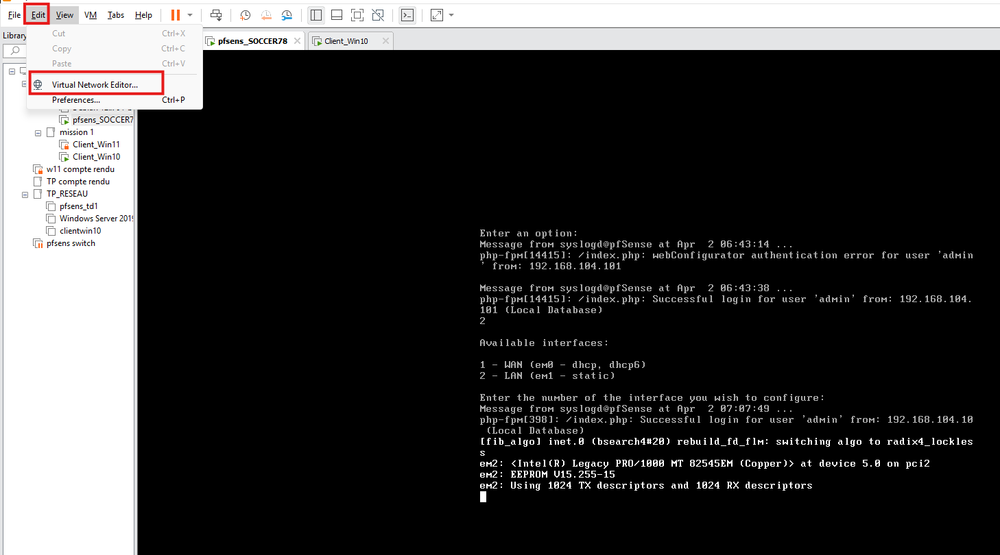 File Edit View VM Tabs Help
Library
pfsens_SOCCER78
Client_Win10
Cut Ctrl+X
Copy Ctrl+C
Paste Ctrl+V
Virtual Network Editor...
Preferences... Ctrl+P
pfsens_SOCCER7
mission 1
Client_Win11
Client_Win10
w11 compte rendu
TP compte rendu
TP_RESEAU
pfsens_td1
Windows Server 2019
clientwin10
pfsens switch
Enter an option:
Message from syslogd@pfSense at Apr  2 06:43:14 ...
php-fpm[14415]: /index.php: webConfigurator authentication error for user 'admin
' from: 192.168.104.101
Message from syslogd@pfSense at Apr  2 06:43:38 ...
php-fpm[14415]: /index.php: Successful login for user 'admin' from: 192.168.104.
101 (Local Database)
2
Available interfaces:
1 - WAN (em0 - dhcp, dhcp6)
2 - LAN (em1 - static)
Enter the number of the interface you wish to configure:
Message from syslogd@pfSense at Apr  2 07:07:49 ...
php-fpm[398]: /index.php: Successful login for user 'admin' from: 192.168.104.10
(Local Database)
[fib_algo] inet.0 (bsearch4#20) rebuild_fd_flm: switching algo to radix4_lockles
s
em2: <Intel(R) Legacy PRO/1000 MT 82545EM (Copper)> at device 5.0 on pci2
em2: EEPROM V15.255-15
em2: Using 1024 TX descriptors and 1024 RX descriptors